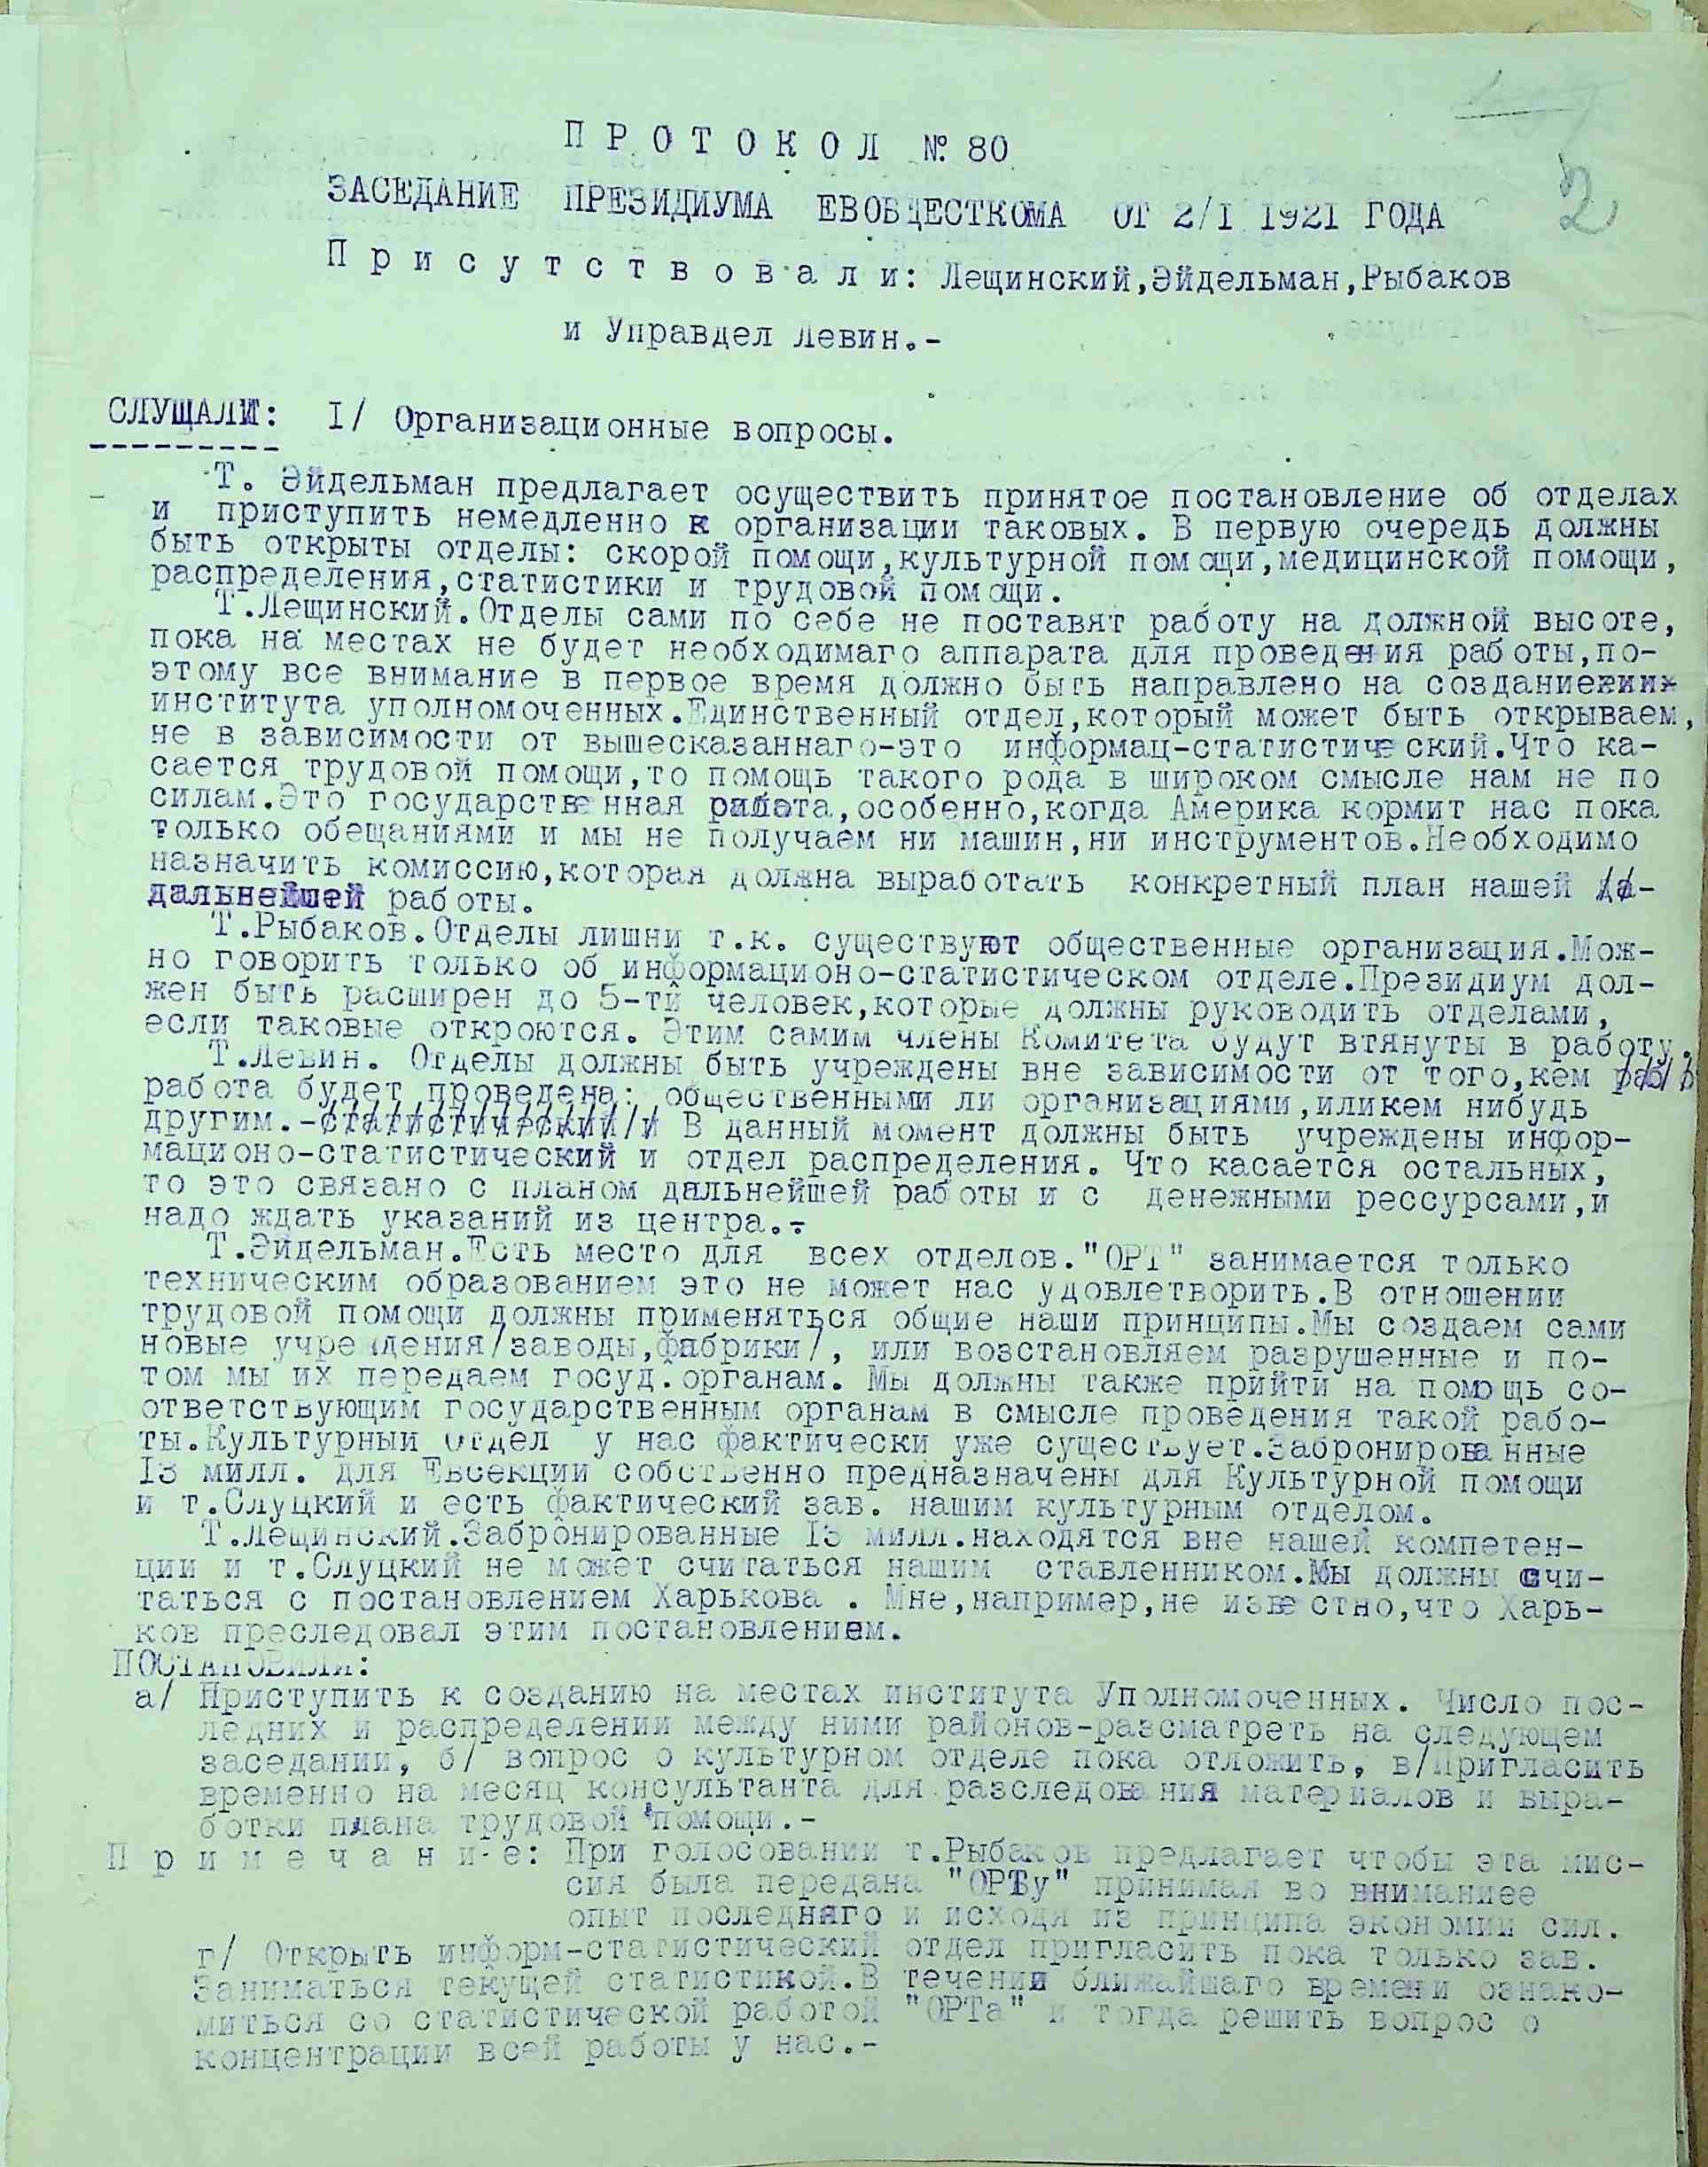 2
П Р О Т О К О Л № 80
ЗАСЕДАНИЕ ПРЕЗИДИУМА ЕВОБЩЕСТКОМА ОТ 2/I 1921 ГОДА
П р и с у т с т в о в а л и: Лещинский,Эйдельман,Рыбаков
и Управдел Левин.-
СЛУЩАЛИ: I/ Организационные вопросы.
Т. Эйдельман предлагает осуществить принятое постановление об отделах
и приступить немедленно к организации таковых. В первую очередь должны
быть открыты отделы: скорой помощи,культурной помощи,медицинской помощи,
распределения,статистики и трудовой помощи.
Т.Лещинский.Отделы сами по себе не поставят работу на должной высоте,
пока на местах не будет необходимаго аппарата для проведения работы,по-
этому все внимание в первое время должно быть направлено на создание
института уполномоченных.Единственный отдел,который может быть открываем,
не в зависимости от вышесказаннаго-это информац-статистический.Что ка-
сается трудовой помощи,то помощь такого рода в широком смысле нам не по
силам.Это государственная работа,особенно,когда Америка кормит нас пока
только обещаниями и мы не получаем ни машин,ни инструментов.Необходимо
назначить комиссию,которая должна выработать конкретный план нашей
дальнейшей работы.
Т.Рыбаков.Отделы лишни т.к. существуют общественные организация.Мож-
но говорить только об информационо-статистическом отделе.Президиум дол-
жен быть расширен до 5-ти человек,которые должны руководить отделами,
если таковые откроются. Этим самим члены Комитета будут втянуты в работу.
Т.Левин. Отделы должны быть учреждены вне зависимости от того,кем
работа будет проведена: общественными ли организациями,иликем нибудь
другим.-статистический/и В данный момент должны быть учреждены инфор-
мационо-статистический и отдел распределения. Что касается остальных,
то это связано с планом дальнейшей работы и с денежными рессурсами,и
надо ждать указаний из центра.-
Т.Эйдельман.Есть место для всех отделов."ОРТ" занимается только
техническим образованием это не может нас удовлетворить.В отношении
трудовой помощи должны применяться общие наши принципы.Мы создаем сами
новые учреждения/заводы,фабрики/, или возстановляем разрушенные и по-
том мы их передаем госуд.органам. Мы должны также прийти на помощь со-
ответствующим государственным органам в смысле проведения такой рабо-
ты.Культурный отдел у нас фактически уже существует.Забронированные
13 милл. для Евсекции собственно предназначены для Культурной помощи
и т.Слуцкий и есть фактический зав. нашим культурным отделом.
Т.Лещинский.Забронированные 13 милл.находятся вне нашей компетен-
ции и т.Слуцкий не может считаться нашим ставленником.Мы должны счи-
таться с постановлением Харькова . Мне,например,не известно,что Харь-
ков преследовал этим постановлением.
ПОСТАНОВИЛИ:
а/ Приступить к созданию на местах института Уполномоченных. Число пос-
ледних и распределении между ними районов-разсматреть на следующем
заседании, б/ вопрос о культурном отделе пока отложить, в/Пригласить
временно на месяц консультанта для разследования материалов и выра-
ботки плана трудовой помощи.-
П р и м е ч а н и е: При голосовании т.Рыбаков предлагает чтобы эта мис-
сия была передана "ОРТу" принимая во вниманиее
опыт последняго и исходя из принципа экономии сил.
г/ Открыть информ-статистический отдел пригласить пока только зав.
Заниматься текущей статистикой.В течении ближайшаго времени ознако-
миться со статистической работой "ОРТа" и тогда решить вопрос о
концентрации всей работы у нас.-